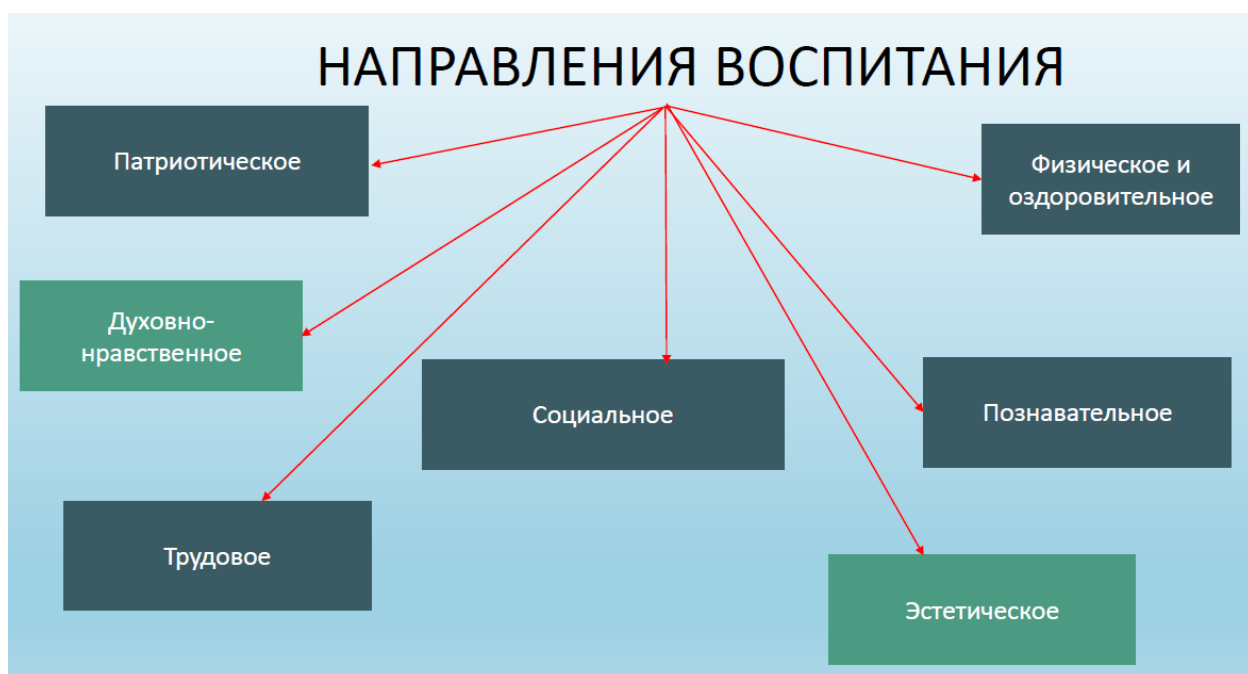 НАПРАВЛЕНИЯ ВОСПИТАНИЯ
Патриотическое
Физическое и
оздоровительное
Духовно-
нравственное
Социальное
Познавательное
Трудовое
Эстетическое